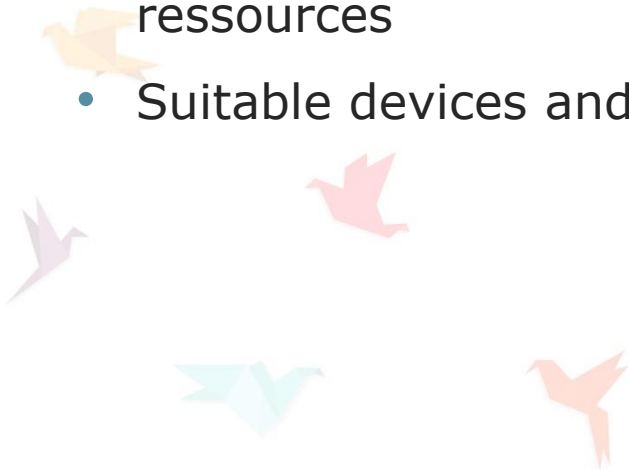 ressources
• Suitable devices and